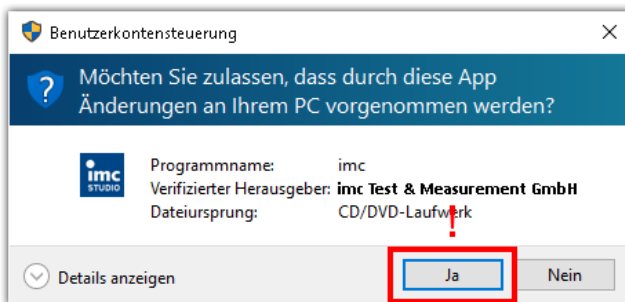 Benutzerkontensteuerung
Möchten Sie zulassen, dass durch diese App
Änderungen an Ihrem PC vorgenommen werden?
imc
STUDIO
Programmname: imc
Verifizierter Herausgeber: imc Test & Measurement GmbH
Dateiursprung: CD/DVD-Laufwerk
!
Details anzeigen
Ja
Nein